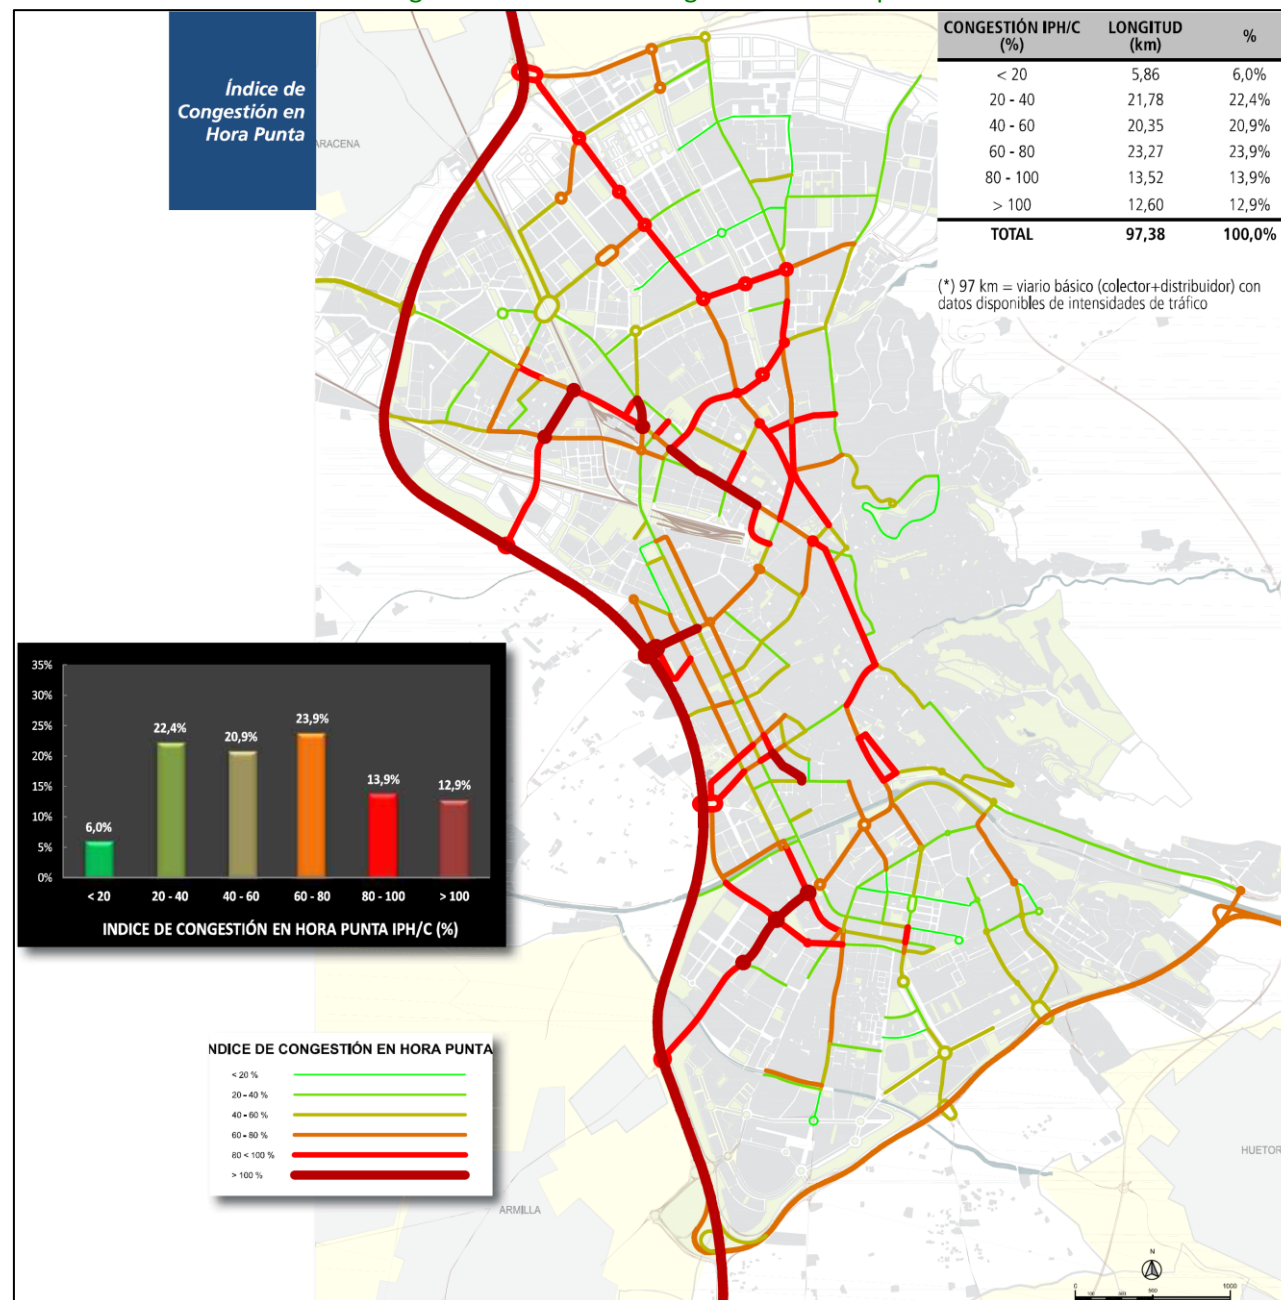 Índice de
Congestión en
Hora Punta
ARACENA
CONGESTIÓN IPH/C (%) LONGITUD (km) %
< 20 5,86 6,0%
20 - 40 21,78 22,4%
40 - 60 20,35 20,9%
60 - 80 23,27 23,9%
80 - 100 13,52 13,9%
> 100 12,60 12,9%
TOTAL 97,38 100,0%
(*) 97 km = viario básico (colector+distribuidor) con
datos disponibles de intensidades de tráfico
35%
30%
25%
20%
15%
10%
5%
0%
6,0%
22,4%
20,9%
23,9%
13,9%
12,9%
< 20 20 - 40 40 - 60 60 - 80 80 - 100 > 100
INDICE DE CONGESTIÓN EN HORA PUNTA IPH/C (%)
NDICE DE CONGESTIÓN EN HORA PUNTA
< 20 %
20 - 40 %
40 - 60 %
60 - 80 %
80 < 100 %
> 100 %
ARMILLA
HUETOR
N
0 1000